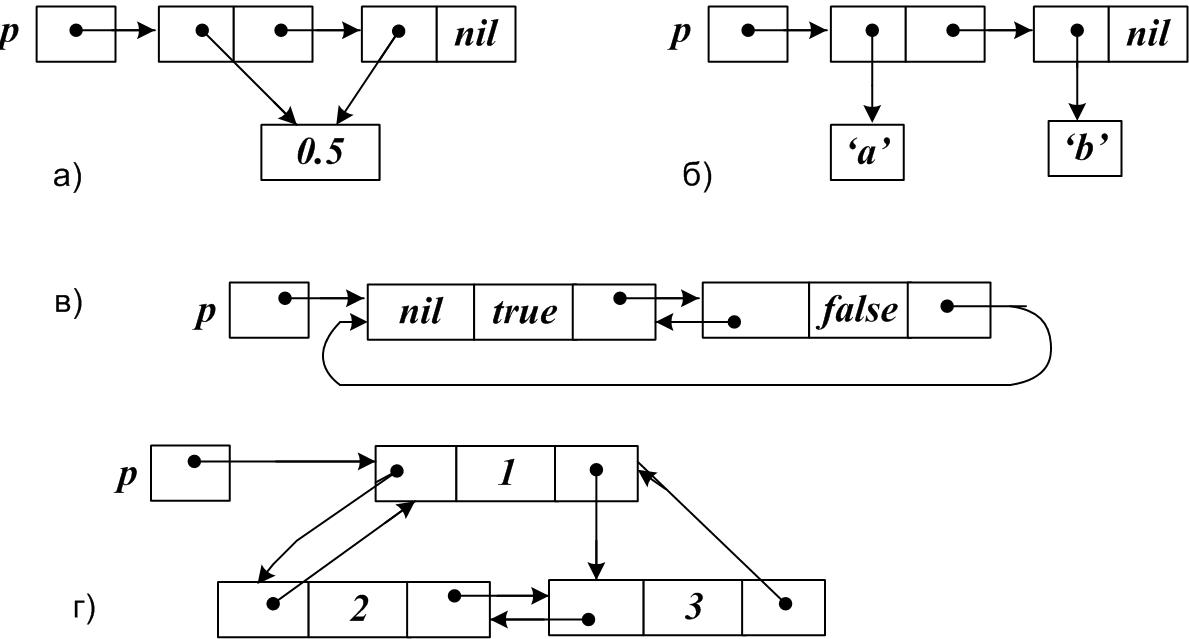 p nil p nil
0.5 ‘a’ ‘b’
а) б)
в) p nil true false
p 1
г) 2 3